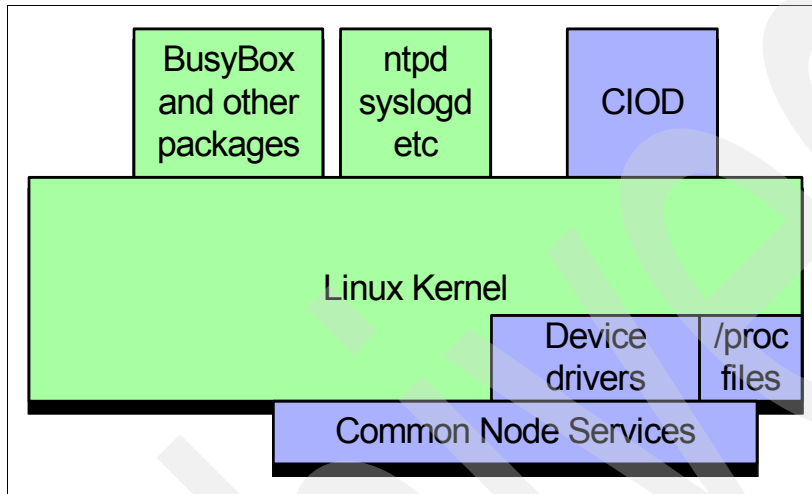 BusyBox
and other
packages
ntpd
syslogd
etc
CIOD
Linux Kernel
Device
drivers
/proc
files
Common Node Services